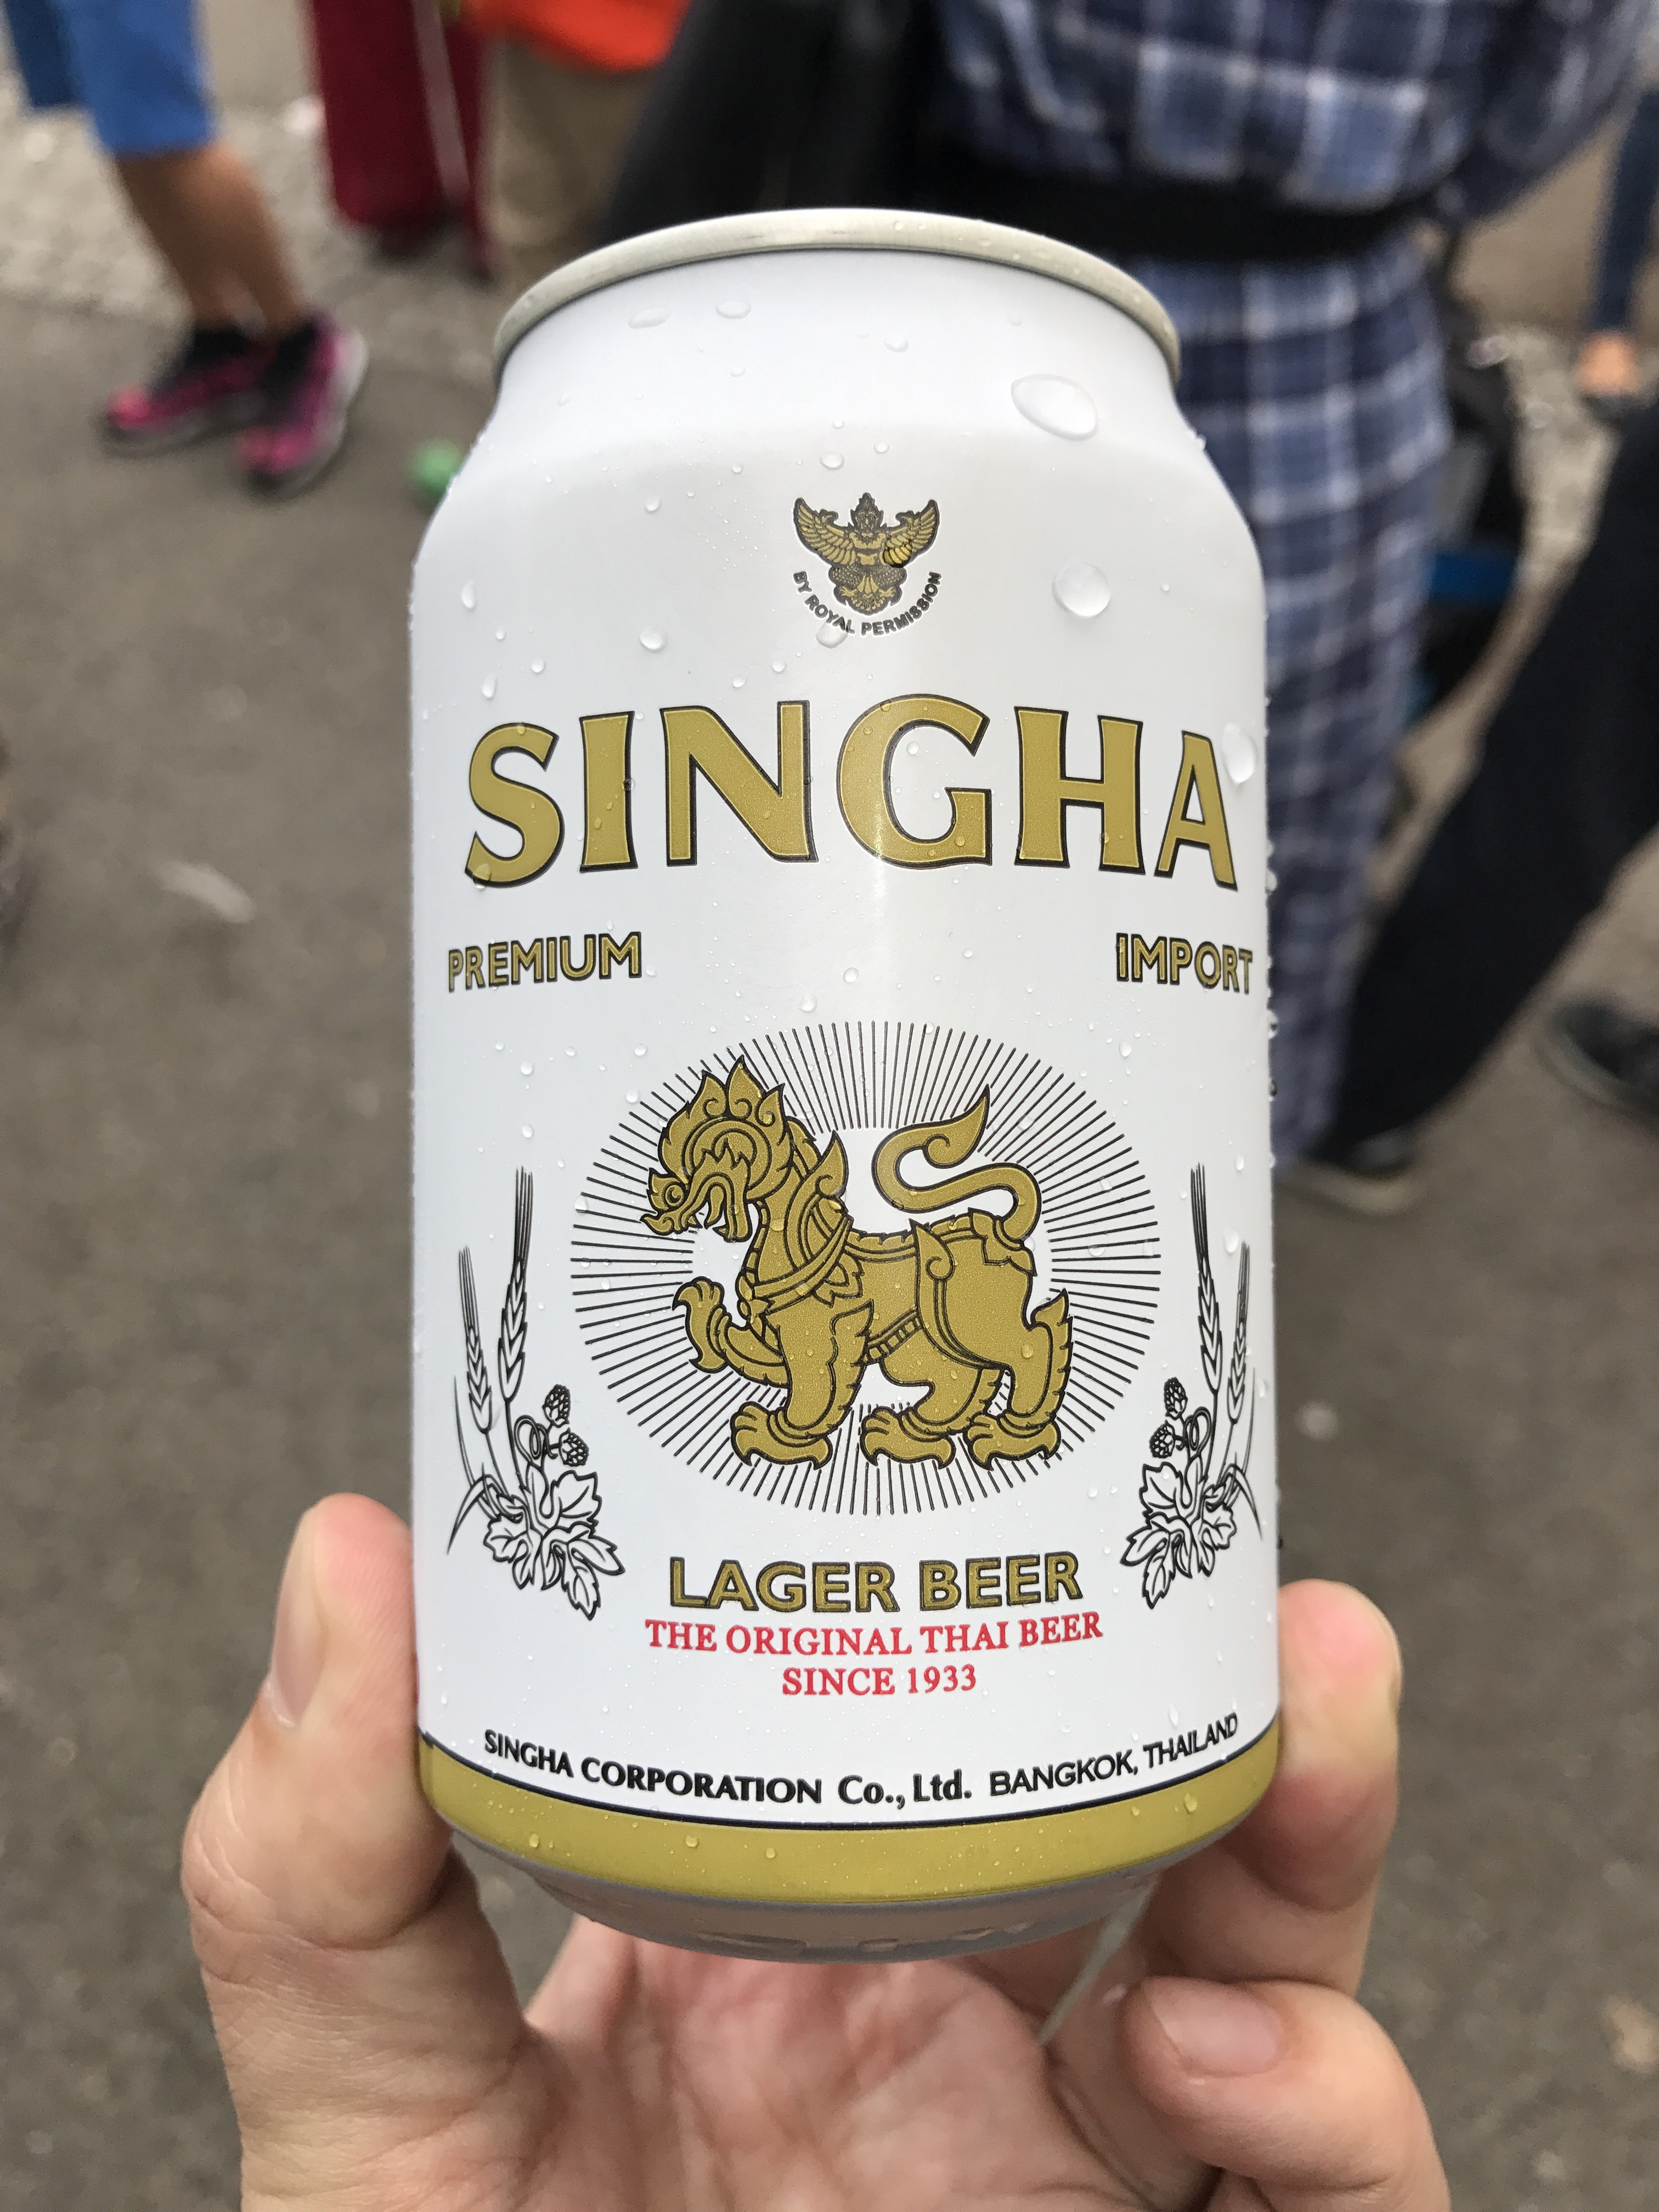 BY ROYAL PERMISSION
SINGHA
PREMIUM IMPORT
LAGER BEER
THE ORIGINAL THAI BEER
SINCE 1933
SINGHA CORPORATION Co., Ltd. BANGKOK, THAILAND